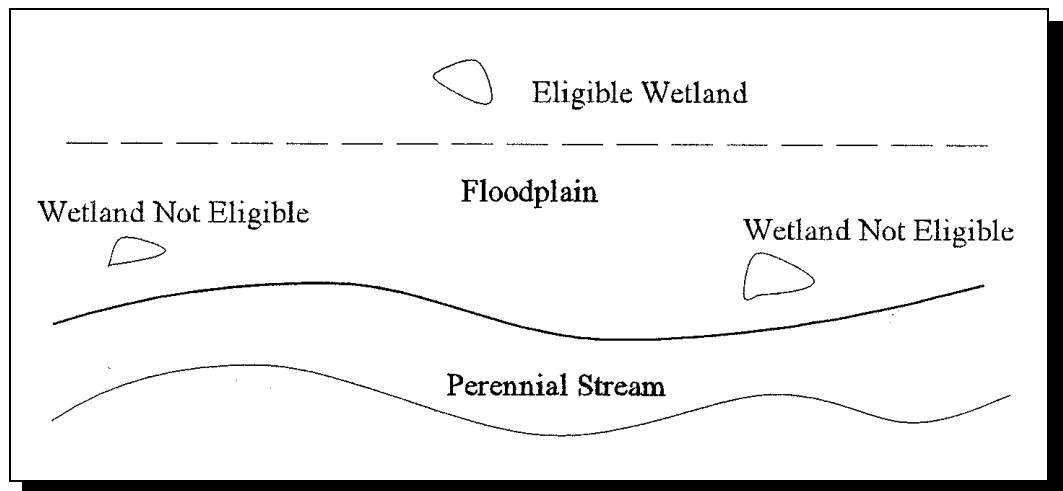 Eligible Wetland
Floodplain
Wetland Not Eligible
Wetland Not Eligible
Perennial Stream